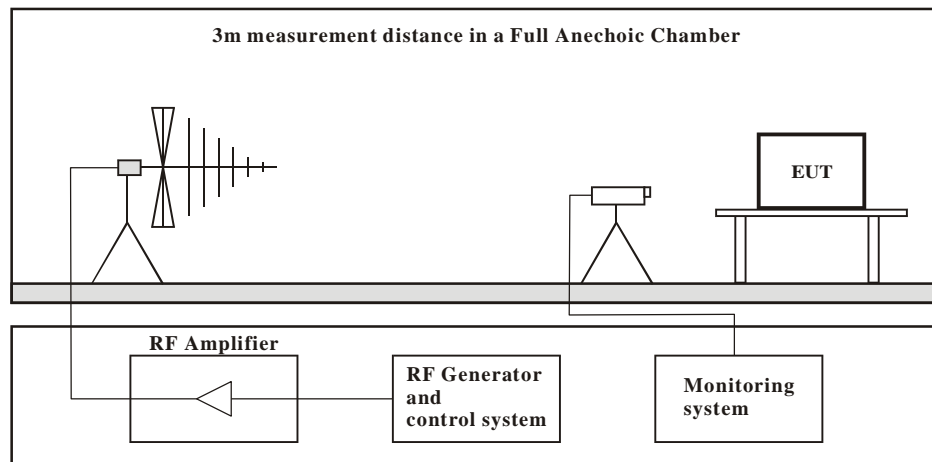 3m measurement distance in a Full Anechoic Chamber
EUT
RF Amplifier
RF Generator
and
control system
Monitoring
system